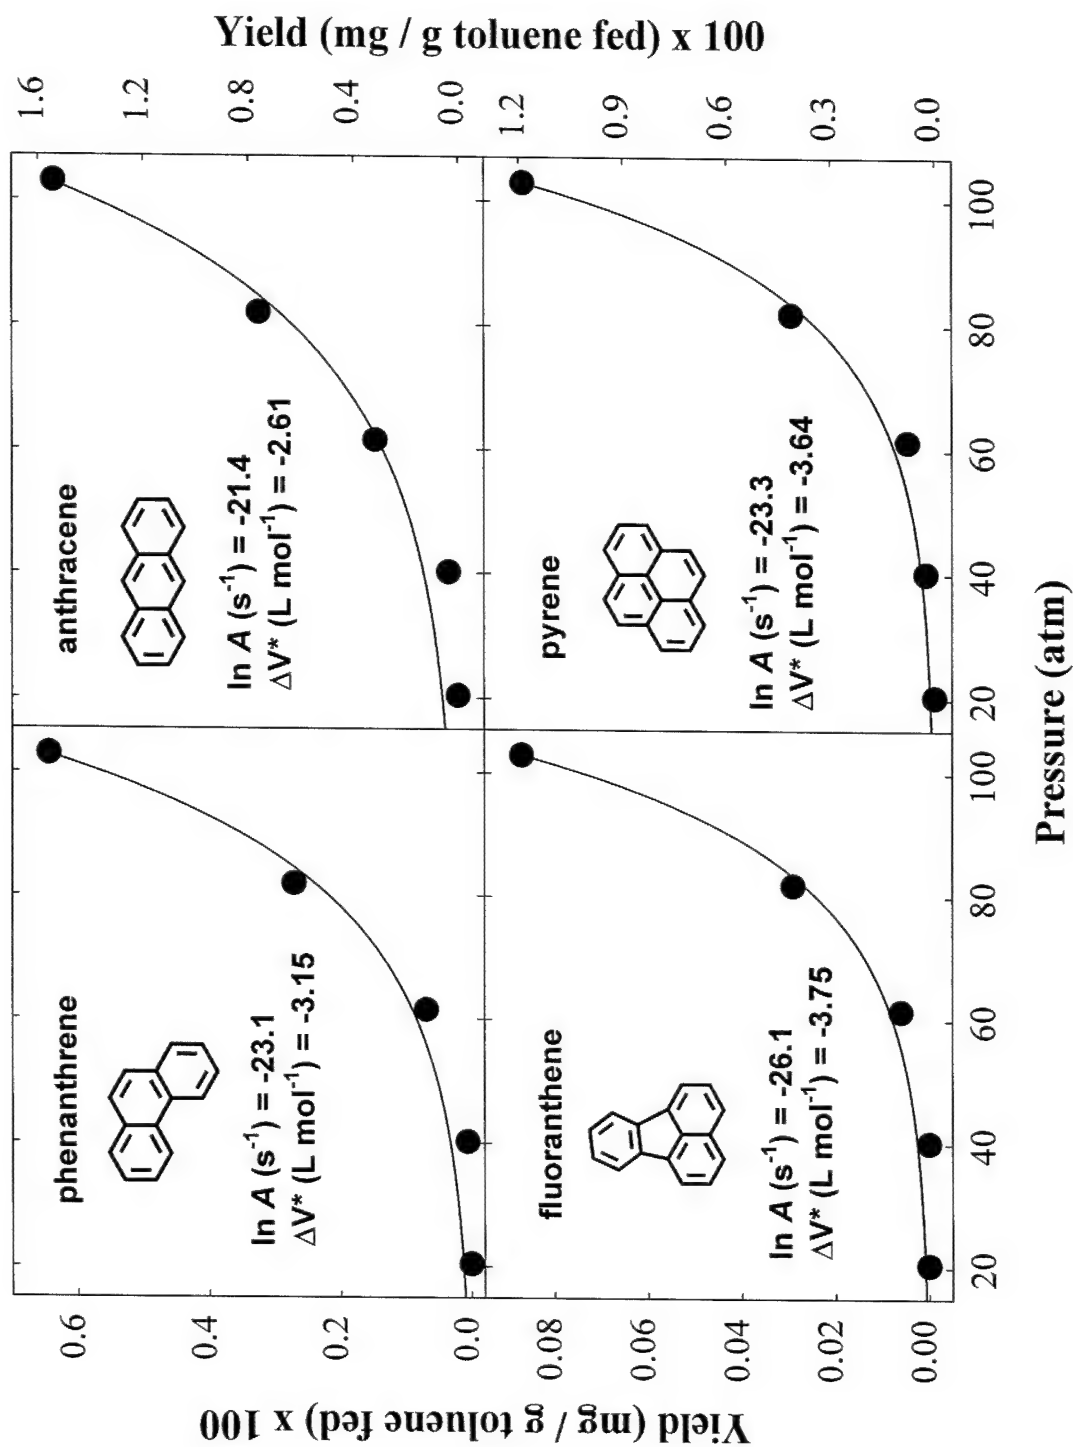 Yield (mg / g toluene fed) x 100
0.6
0.4
0.2
0.0
phenanthrene
ln A (s⁻¹) = -23.1
ΔV* (L mol⁻¹) = -3.15
anthracene
ln A (s⁻¹) = -21.4
ΔV* (L mol⁻¹) = -2.61
1.6
1.2
0.8
0.4
0.0
Yield (mg / g toluene fed) x 100
0.08
0.06
0.04
0.02
0.00
fluoranthene
ln A (s⁻¹) = -26.1
ΔV* (L mol⁻¹) = -3.75
pyrene
ln A (s⁻¹) = -23.3
ΔV* (L mol⁻¹) = -3.64
1.2
0.9
0.6
0.3
0.0
20 40 60 80 100 20 40 60 80 100
Pressure (atm)